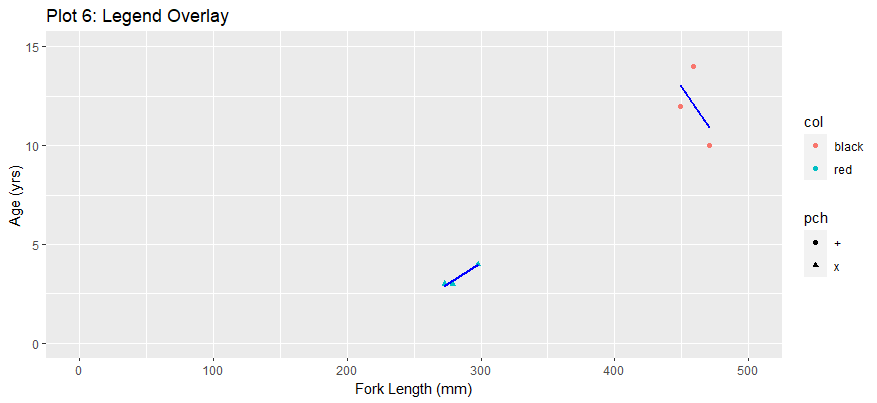 Plot 6: Legend Overlay
15
10
5
0
Age (yrs)
0 100 200 300 400 500
Fork Length (mm)
col
black
red
pch
+
x